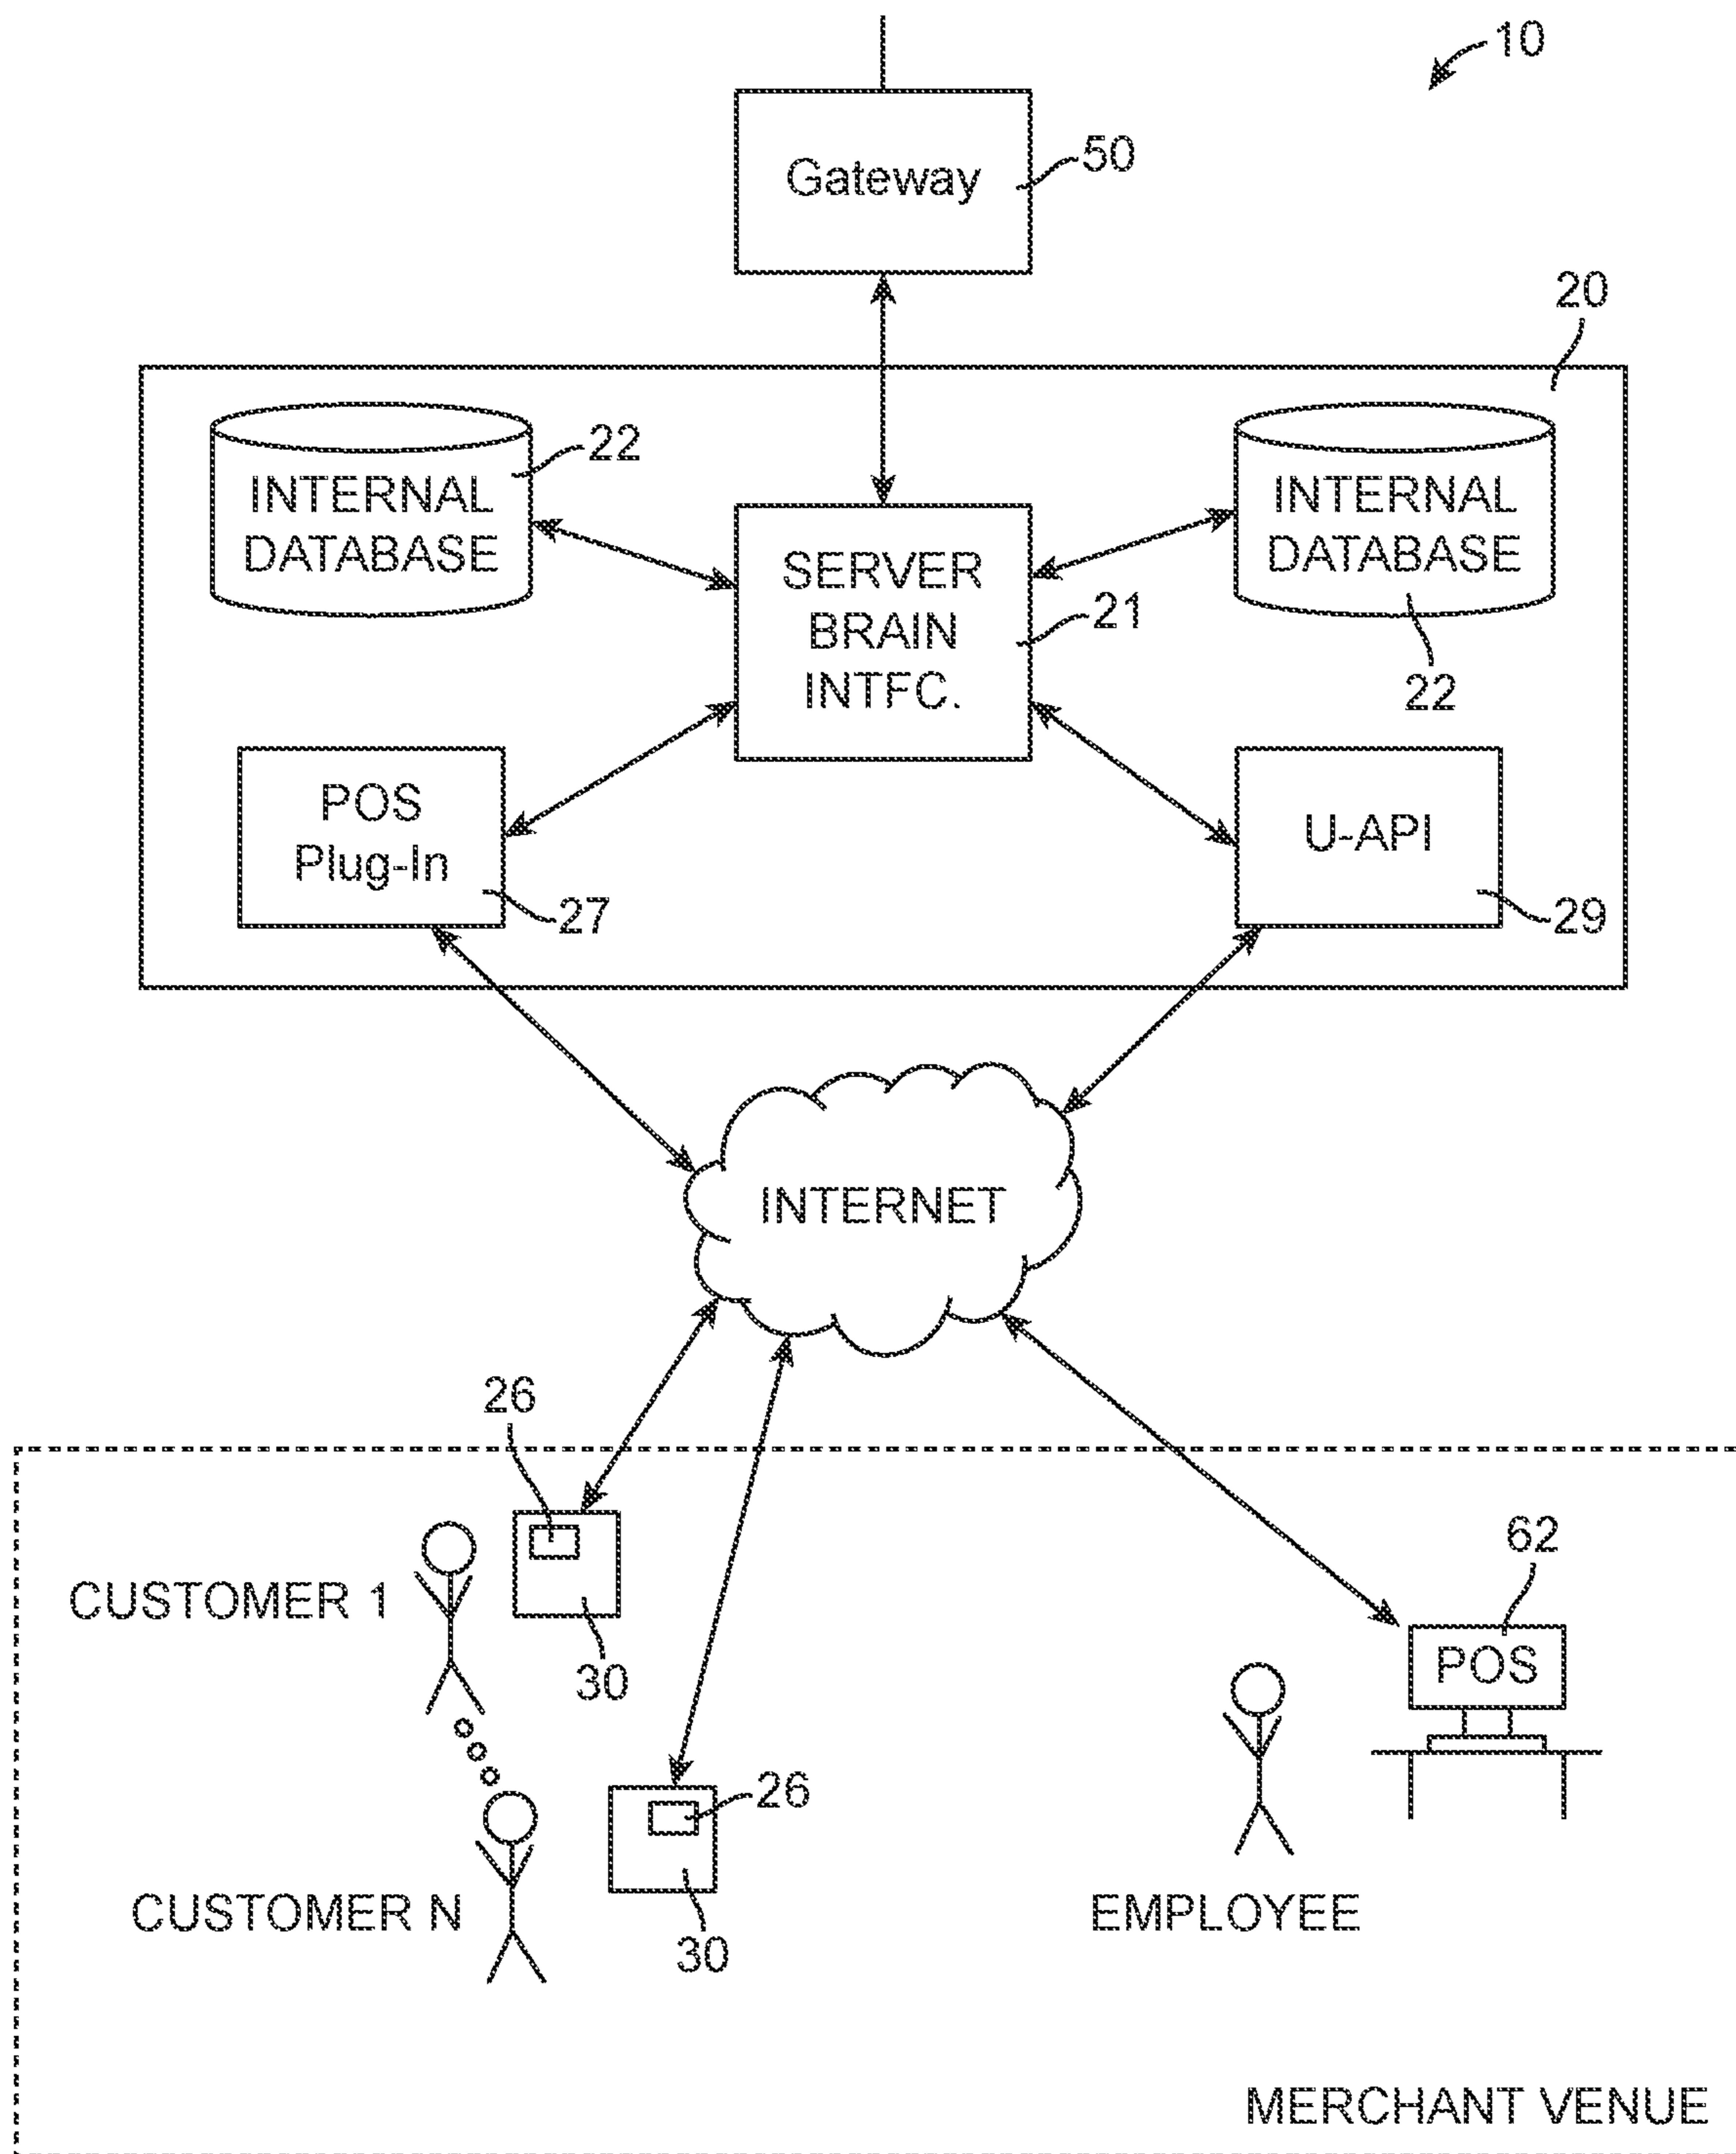 10
Gateway
50
20
INTERNAL
DATABASE
22
SERVER
BRAIN
INTFC.
21
INTERNAL
DATABASE
22
POS
Plug-In
27
U-API
29
INTERNET
26
CUSTOMER 1
30
62
POS
26
CUSTOMER N
30
EMPLOYEE
MERCHANT VENUE